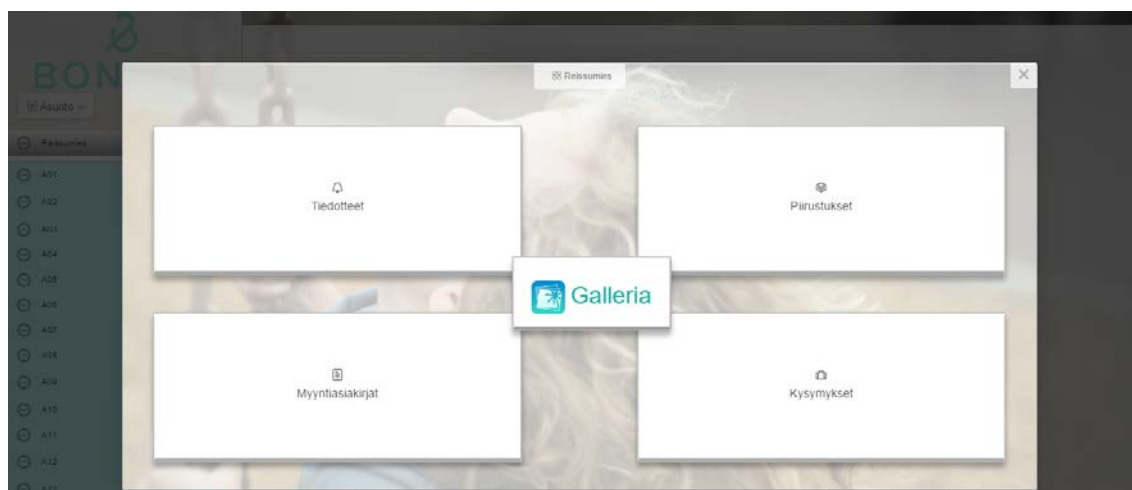 BON
Asunto
Reissumies
A01
A02
A03
A04
A05
A06
A07
A08
A09
A10
A11
A12
Reissumies
Tiedotteet
Piirustukset
Galleria
Myyntiasiakirjat
Kysymykset